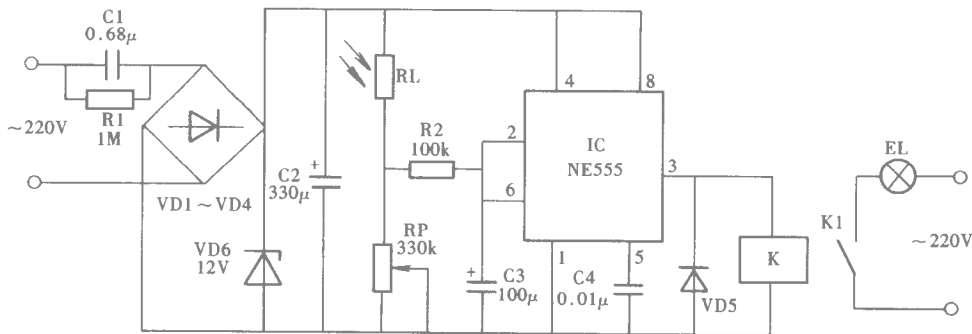 C1
0.68μ
R1
1M
~220V
VD1~VD4
VD6
12V
C2
+
330μ
RL
R2
100k
RP
330k
+
C3
100μ
4
8
2
6
IC
NE555
3
1
5
C4
0.01μ
VD5
K
K1
EL
~220V